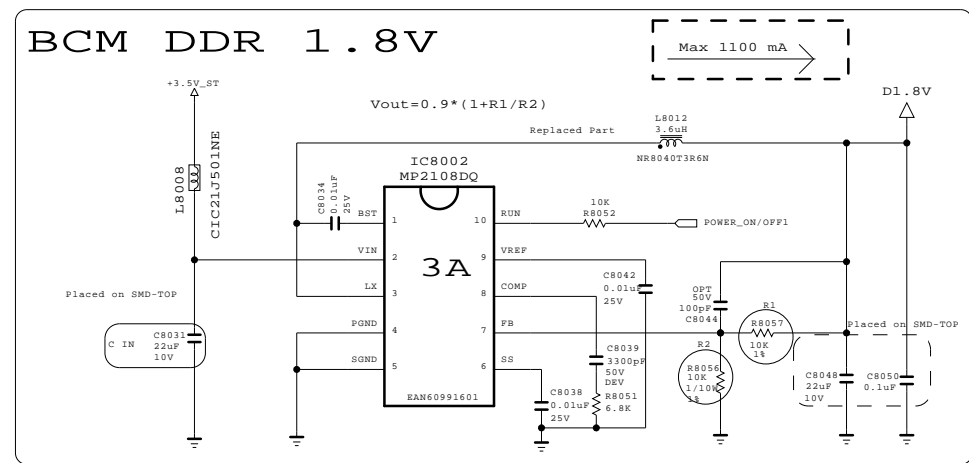 BCM DDR 1.8V
Max 1100 mA
+3.5V_ST
D1.8V
Vout=0.9*(1+R1/R2)
Replaced Part
L8012
3.6uH
NR8040T3R6N
L8008
CIC21J501NE
IC8002
MP2108DQ
C8034
0.01uF
25V
BST
1
10
RUN
10K
R8052
POWER_ON/OFF1
VIN
2
9
VREF
3A
C8042
0.01uF
25V
LX
3
8
COMP
OPT
50V
100pF
C8044
R1
R8057
10K
1%
Placed on SMD-TOP
Placed on SMD-TOP
PGND
4
7
FB
C IN
C8031
22uF
10V
C8039
3300pF
50V
DEV
R8051
6.8K
R2
R8056
10K
1/10W
1%
SGND
5
6
SS
C8038
0.01uF
25V
C8048
22uF
10V
C8050
0.1uF
EAN60991601